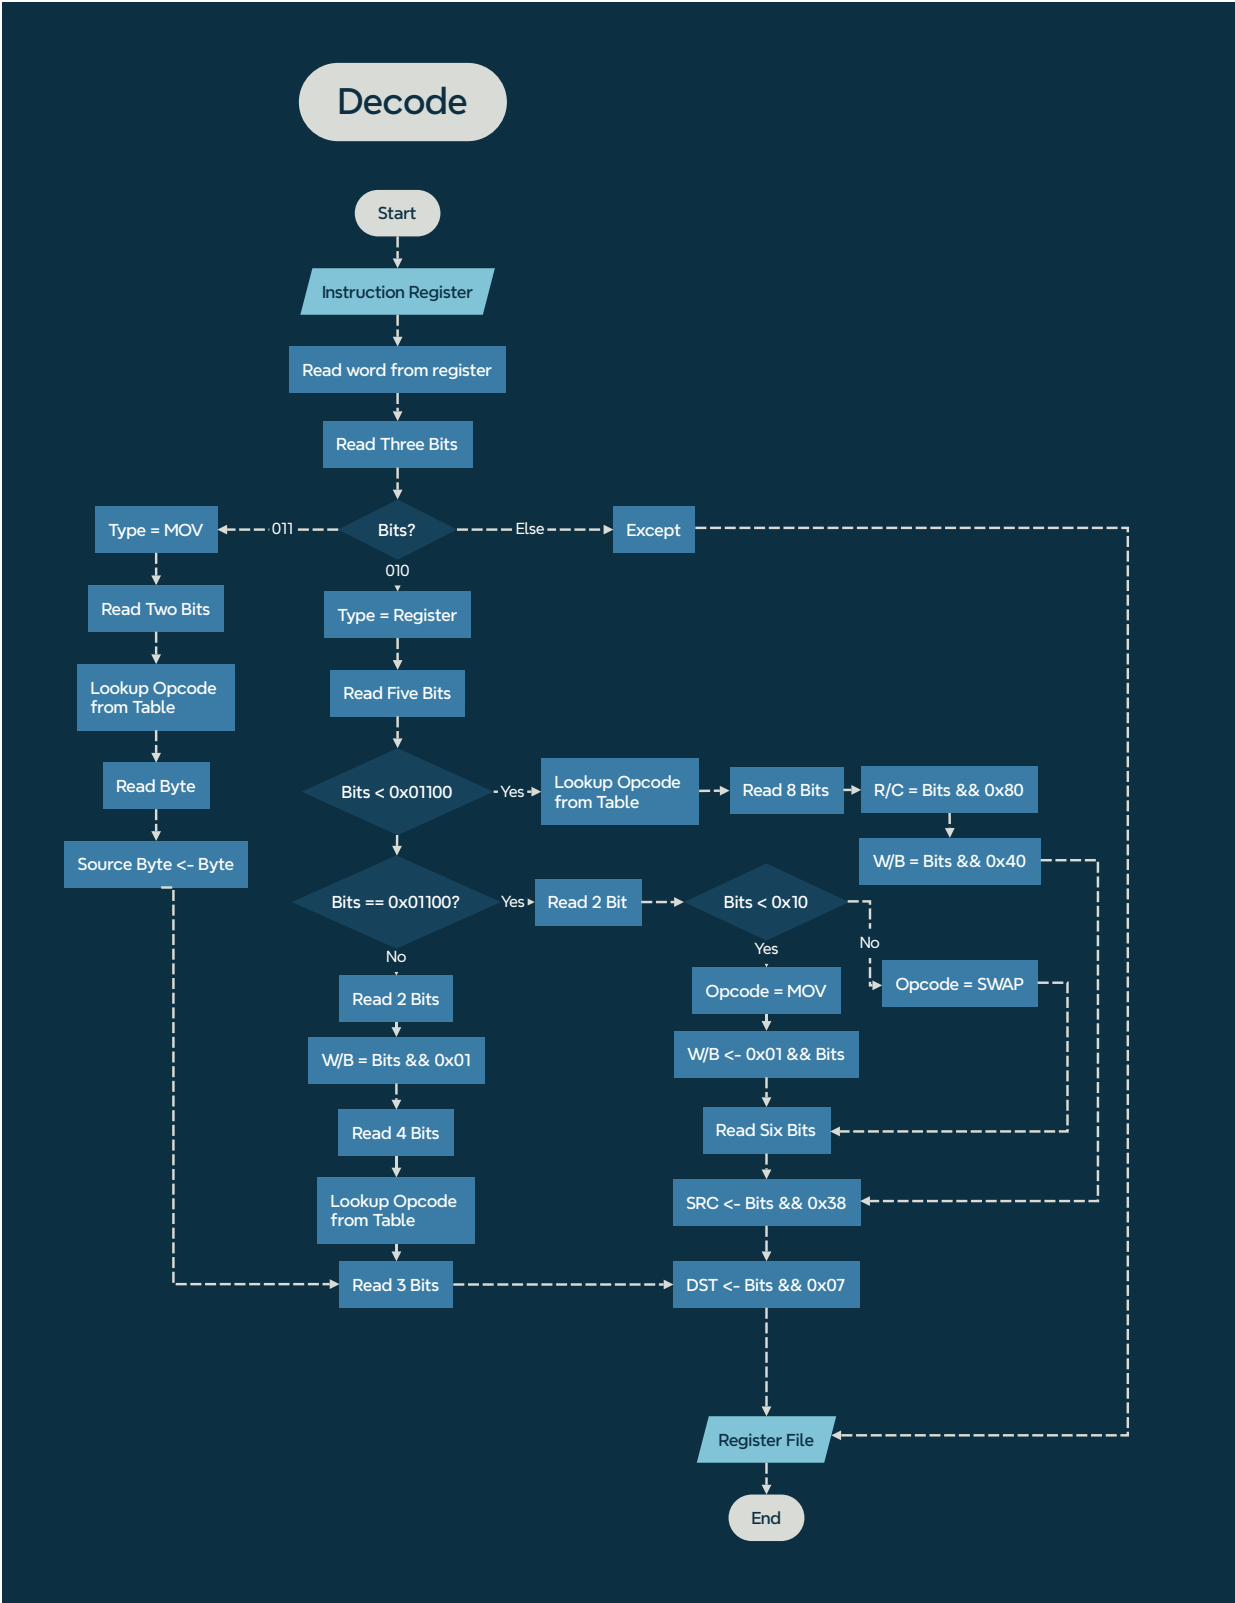 Decode
Start
Instruction Register
Read word from register
Read Three Bits
Type = MOV
011
Bits?
Else
Except
010
Read Two Bits
Type = Register
Lookup Opcode
from Table
Read Five Bits
Read Byte
Bits < 0x01100
Yes
Lookup Opcode
from Table
Read 8 Bits
R/C = Bits && 0x80
Source Byte <- Byte
W/B = Bits && 0x40
Bits == 0x01100?
Yes
Read 2 Bit
Bits < 0x10
No
Yes
No
Read 2 Bits
Opcode = MOV
Opcode = SWAP
W/B = Bits && 0x01
W/B <- 0x01 && Bits
Read 4 Bits
Read Six Bits
Lookup Opcode
from Table
SRC <- Bits && 0x38
Read 3 Bits
DST <- Bits && 0x07
Register File
End